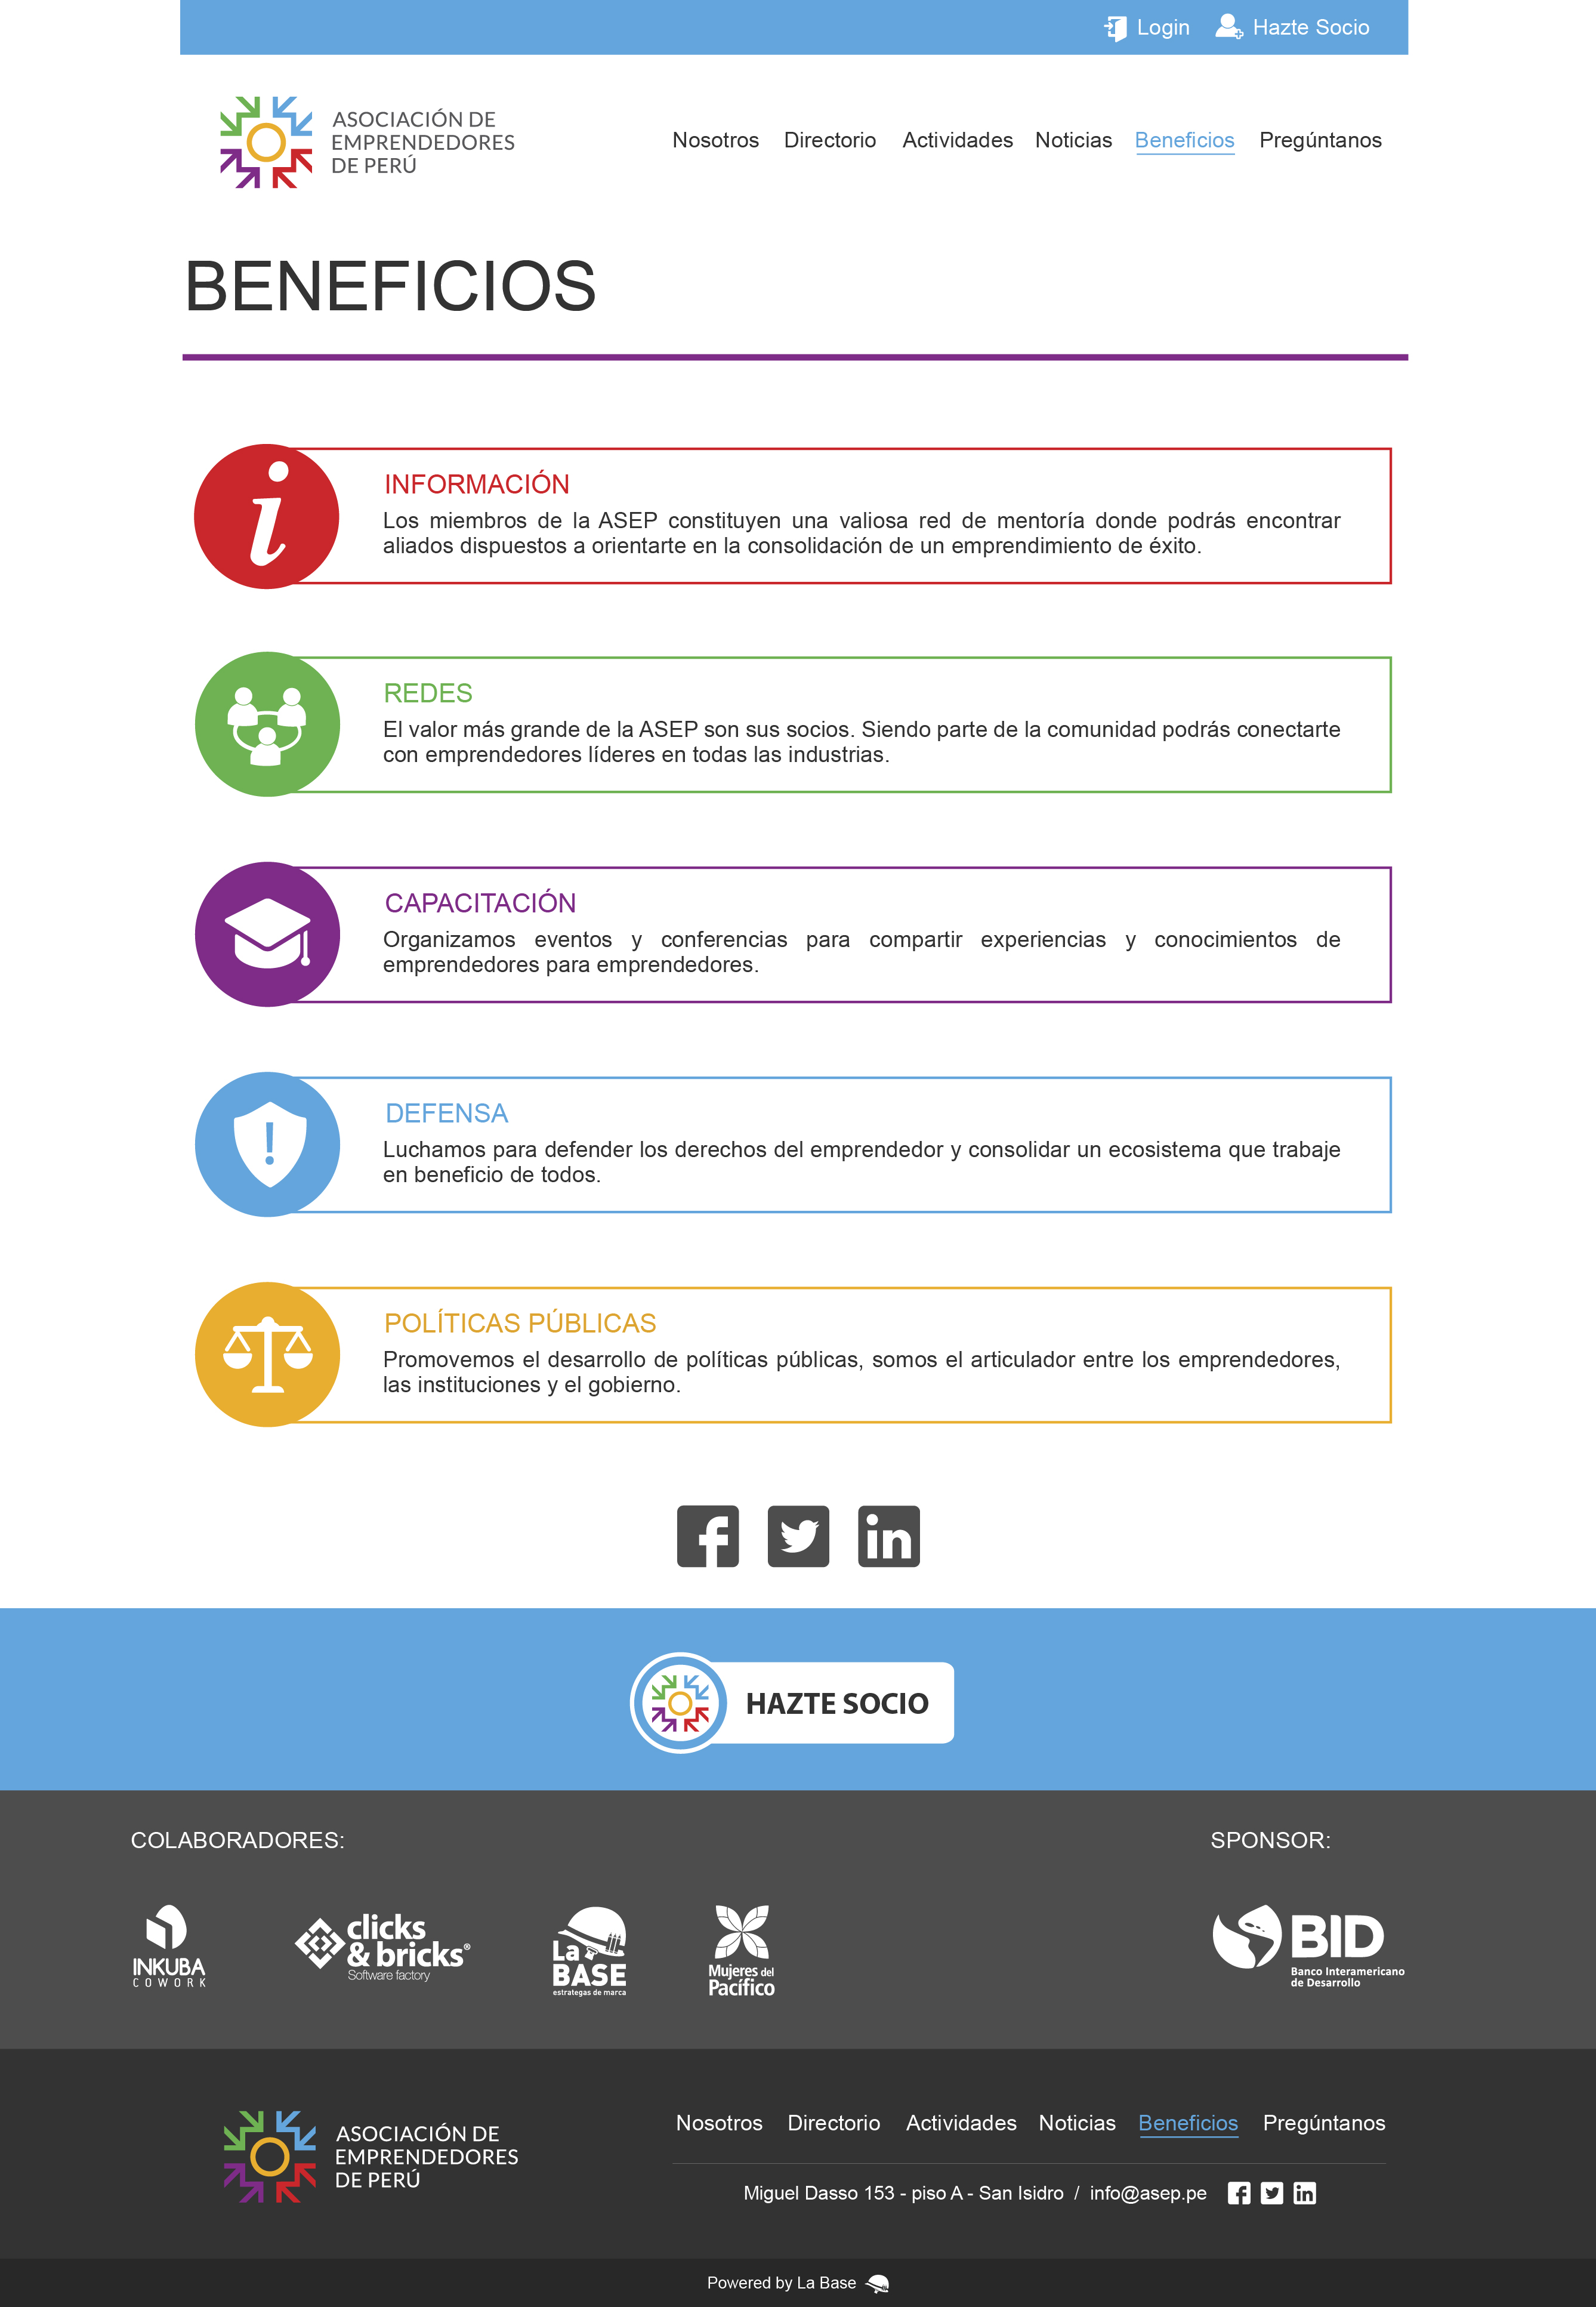 Login Hazte Socio
ASOCIACIÓN DE
EMPRENDEDORES
DE PERÚ
Nosotros Directorio Actividades Noticias Beneficios Pregúntanos
BENEFICIOS
INFORMACIÓN
Los miembros de la ASEP constituyen una valiosa red de mentoría donde podrás encontrar
aliados dispuestos a orientarte en la consolidación de un emprendimiento de éxito.
REDES
El valor más grande de la ASEP son sus socios. Siendo parte de la comunidad podrás conectarte
con emprendedores líderes en todas las industrias.
CAPACITACIÓN
Organizamos eventos y conferencias para compartir experiencias y conocimientos de
emprendedores para emprendedores.
DEFENSA
Luchamos para defender los derechos del emprendedor y consolidar un ecosistema que trabaje
en beneficio de todos.
POLÍTICAS PÚBLICAS
Promovemos el desarrollo de políticas públicas, somos el articulador entre los emprendedores,
las instituciones y el gobierno.
HAZTE SOCIO
COLABORADORES:
SPONSOR:
INKUBA
COWORK
clicks
& bricks®
Software factory
La
BASE
estrategas de marca
Mujeres del
Pacífico
BID
Banco Interamericano
de Desarrollo
ASOCIACIÓN DE
EMPRENDEDORES
DE PERÚ
Nosotros Directorio Actividades Noticias Beneficios Pregúntanos
Miguel Dasso 153 - piso A - San Isidro / info@asep.pe
Powered by La Base